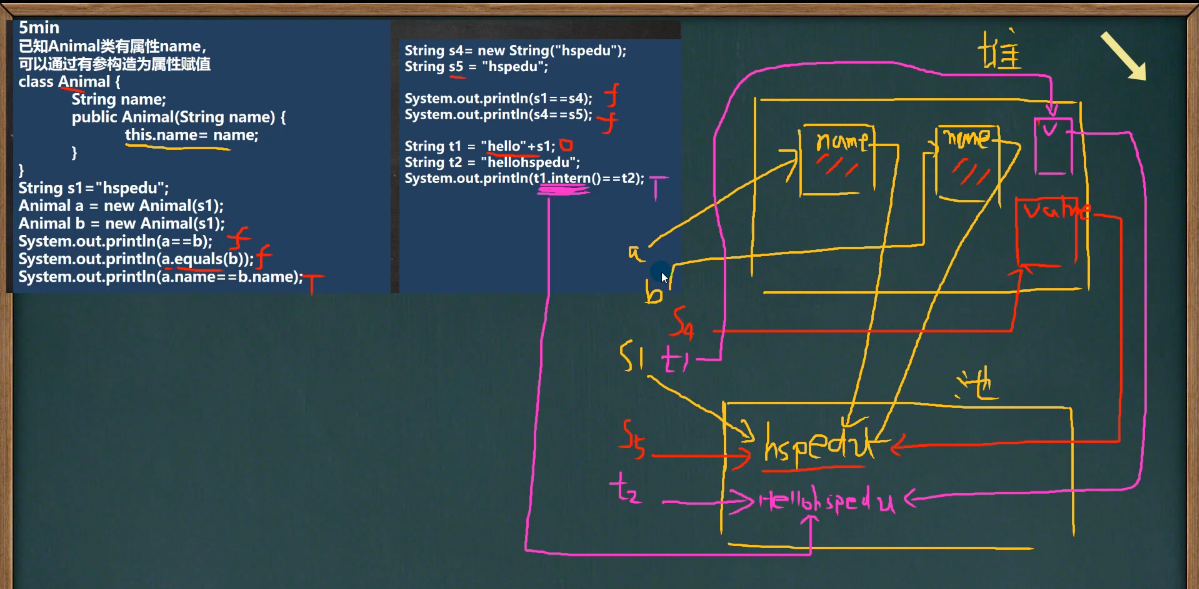 5min
已知Animal类有属性name，
可以通过有参构造为属性赋值
class Animal {
String name;
public Animal(String name) {
this.name= name;
}
}
String s1="hspedu";
Animal a = new Animal(s1);
Animal b = new Animal(s1);
System.out.println(a==b); f
System.out.println(a.equals(b)); f
System.out.println(a.name==b.name); T
String s4= new String("hspedu");
String s5 = "hspedu";
System.out.println(s1==s4); f
System.out.println(s4==s5); f
String t1 = "hello"+s1;
String t2 = "hellohspedu";
System.out.println(t1.intern()==t2); T
堆
name
name
v
value
a
b
s4
s1
t1
池
s5
hspedu
t2
Hellohspedu